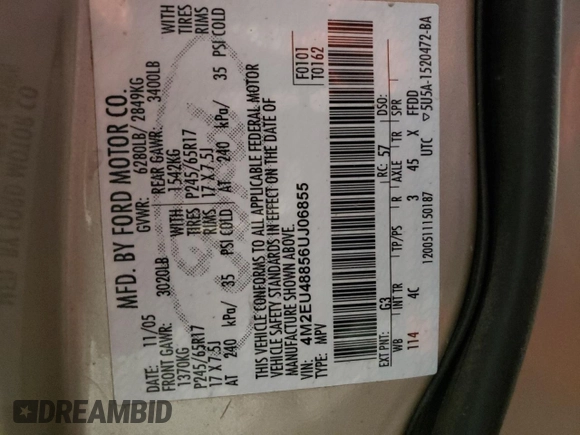 MFD. BY FORD MOTOR CO.
DATE: 11/05 GVWR: 6280LB/ 2849KG
FRONT GAWR: 3020LB REAR GAWR: 3400LB
1370KG WITH 1542KG WITH
P245/65R17 TIRES P245/65R17 TIRES
17 X 7.5J RIMS 17 X 7.5J RIMS
AT 240 kPa/ 35 PSI COLD AT 240 kPa/ 35 PSI COLD
THIS VEHICLE CONFORMS TO ALL APPLICABLE FEDERAL MOTOR
VEHICLE SAFETY STANDARDS IN EFFECT ON THE DATE OF
MANUFACTURE SHOWN ABOVE.
VIN: 4M2EU48856UJ06855
TYPE: MPV
F0101
T0162
EXT PNT: G3 RC: 57 DSO:
WB INTTR TP/PS R AXLE TR SPR
114 4C 3 45 X FFDD
1200511150187 UTC ▽5U5A-1520472-BA
DREAMBID